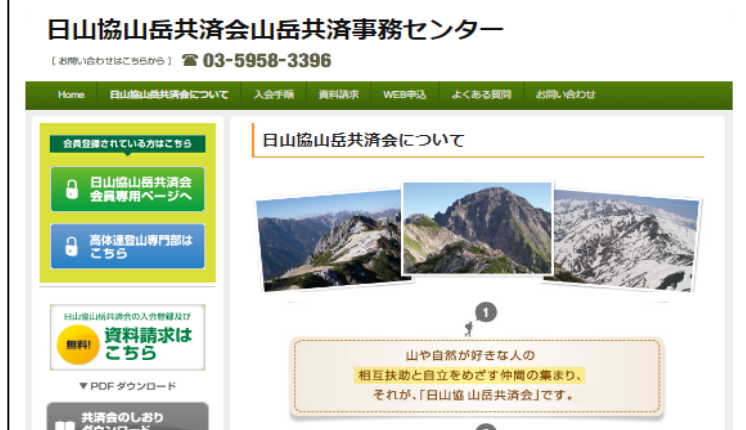 日山協山岳共済会山岳共済事務センター
[ お問い合わせはこちらから ] ☎ 03-5958-3396
Home 日山協山岳共済会について 入会手順 資料請求 WEB申込 よくある質問 お問い合わせ
会員登録されている方はこちら
日山協山岳共済会
会員専用ページへ
高体連登山専門部は
こちら
日山協山岳共済会の入会登録及び
無料!
資料請求は
こちら
▼ PDF ダウンロード
共済会のしおり
ダウンロード
日山協山岳共済会について
1
山や自然が好きな人の
相互扶助と自立をめざす仲間の集まり、
それが、「日山協 山岳共済会」です。